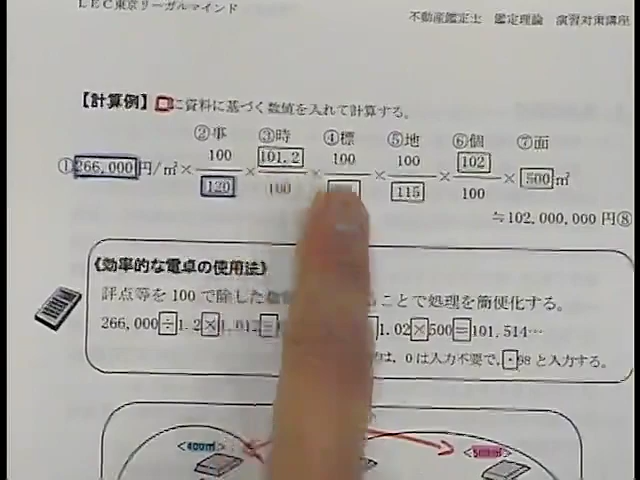 LEC東京リーガルマインド
不動産鑑定士 鑑定理論 演習対策講座
【計算例】□に資料に基づく数値を入れて計算する。
②事 ③時 ④標 ⑤地 ⑥個 ⑦面
100 101.2 100 100 102
①266,000円/㎡× × × × × ×500㎡
120 100 115 100
≒102,000,000円⑧
《効率的な電卓の使用法》
評点等を100で除した ことで処理を簡便化する。
266,000÷1.2×1.012= 1.02×500=101.514…
は、0は入力不要で、・98と入力する。
<400㎡> <500㎡>